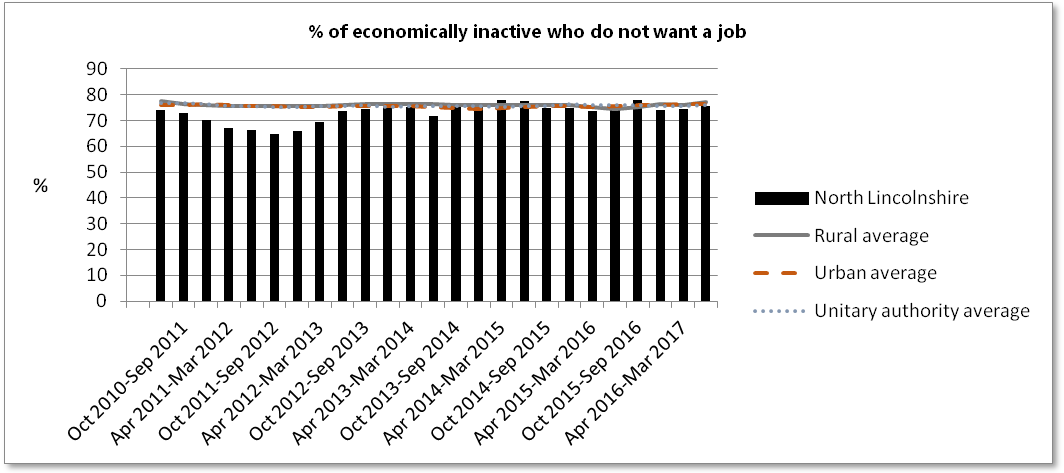 % of economically inactive who do not want a job
90
80
70
60
50
40
30
20
10
0
%
Oct 2010-Sep 2011
Apr 2011-Mar 2012
Oct 2011-Sep 2012
Apr 2012-Mar 2013
Oct 2012-Sep 2013
Apr 2013-Mar 2014
Oct 2013-Sep 2014
Apr 2014-Mar 2015
Oct 2014-Sep 2015
Apr 2015-Mar 2016
Oct 2015-Sep 2016
Apr 2016-Mar 2017
North Lincolnshire
Rural average
Urban average
Unitary authority average